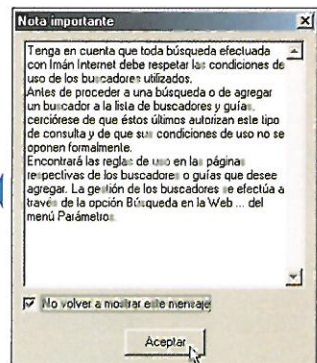 Nota importante
Tenga en cuenta que toda búsqueda efectuada
con Imán Internet debe respetar las condiciones de
uso de los buscadores utilizados.
Antes de proceder a una búsqueda o de agregar
un buscador a la lista de buscadores y guías,
cerciórese de que éstos últimos autorizan este tipo
de consulta y de que sus condiciones de uso no se
oponen formalmente.
Encontrará las reglas de uso en las páginas
respectivas de los buscadores o guías que desee
agregar. La gestión de los buscadores se efectúa a
través de la opción Búsqueda en la Web ... del
menú Parámetros.
No volver a mostrar este mensaje
Aceptar